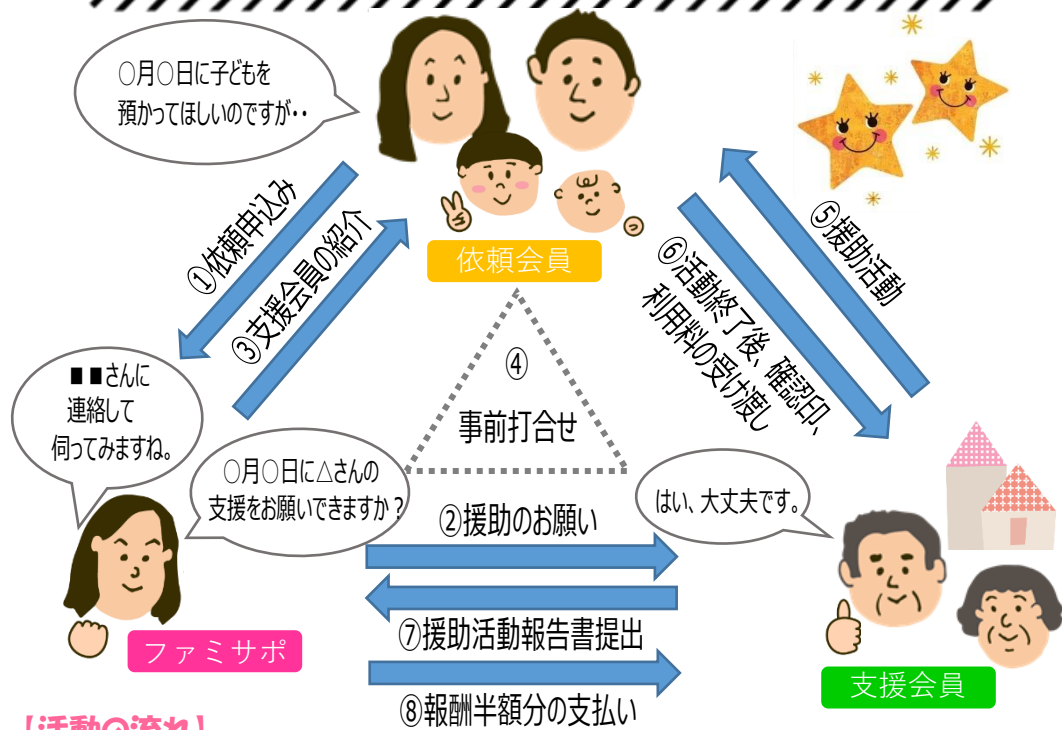 ○月○日に子どもを
預かってほしいのですが・・
①依頼申込み
③支援会員の紹介
依頼会員
⑤援助活動
⑥活動終了後、確認印、
利用料の受け渡し
④
事前打合せ
■■さんに
連絡して
伺ってみますね。
○月○日に△さんの
支援をお願いできますか？
はい、大丈夫です。
②援助のお願い
⑦援助活動報告書提出
⑧報酬半額分の支払い
ファミサポ
支援会員
【活動の流れ】